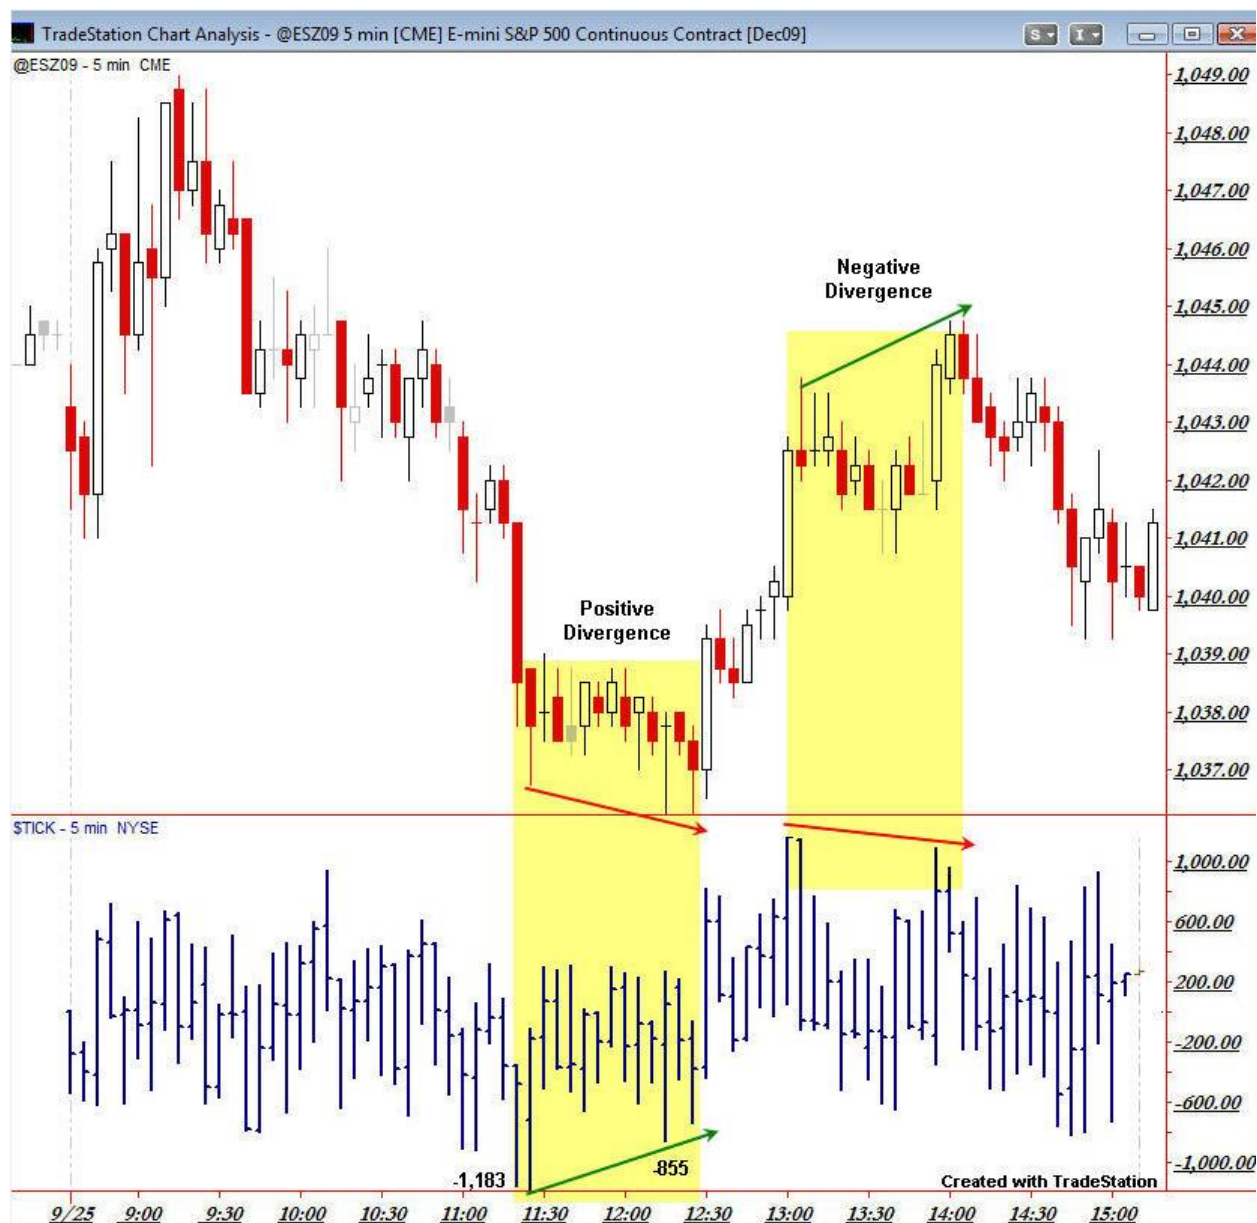 TradeStation Chart Analysis - @ESZ09 5 min [CME] E-mini S&P 500 Continuous Contract [Dec09]
S
I
@ESZ09 - 5 min CME
1,049.00
1,048.00
1,047.00
1,046.00
Negative
Divergence
1,045.00
1,044.00
1,043.00
1,042.00
1,041.00
1,040.00
Positive
Divergence
1,039.00
1,038.00
1,037.00
$TICK - 5 min NYSE
1,000.00
600.00
200.00
-200.00
-600.00
-1,000.00
-1,183
-855
Created with TradeStation
9/25 9:00 9:30 10:00 10:30 11:00 11:30 12:00 12:30 13:00 13:30 14:00 14:30 15:00